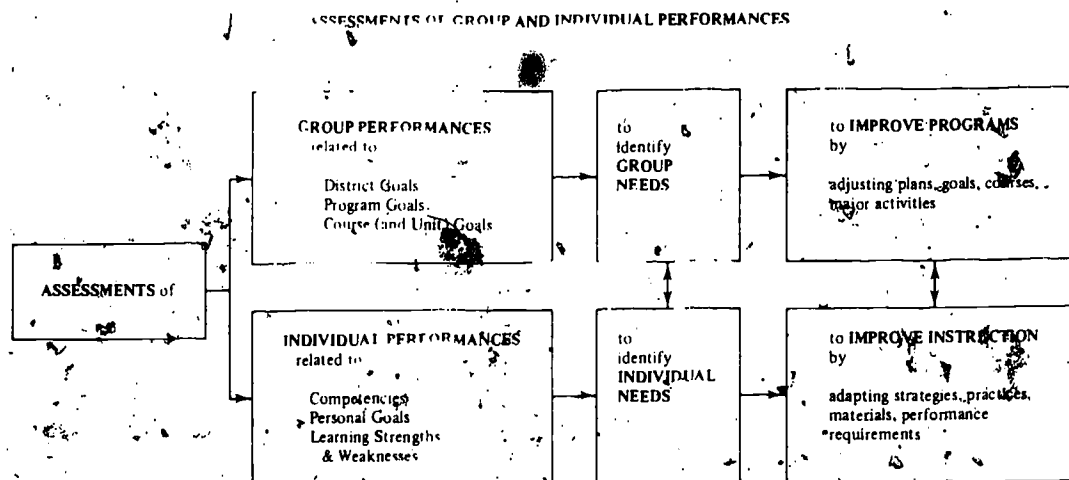 ASSESSMENTS OF GROUP AND INDIVIDUAL PERFORMANCES
ASSESSMENTS of
GROUP PERFORMANCES
related to
District Goals
Program Goals
Course (and Unit) Goals
to
identify
GROUP
NEEDS
to IMPROVE PROGRAMS
by
adjusting plans, goals, courses,
major activities
INDIVIDUAL PERFORMANCES
related to
Competencies
Personal Goals
Learning Strengths
& Weaknesses
to
identify
INDIVIDUAL
NEEDS
to IMPROVE INSTRUCTION
by
adapting strategies, practices,
materials, performance
requirements